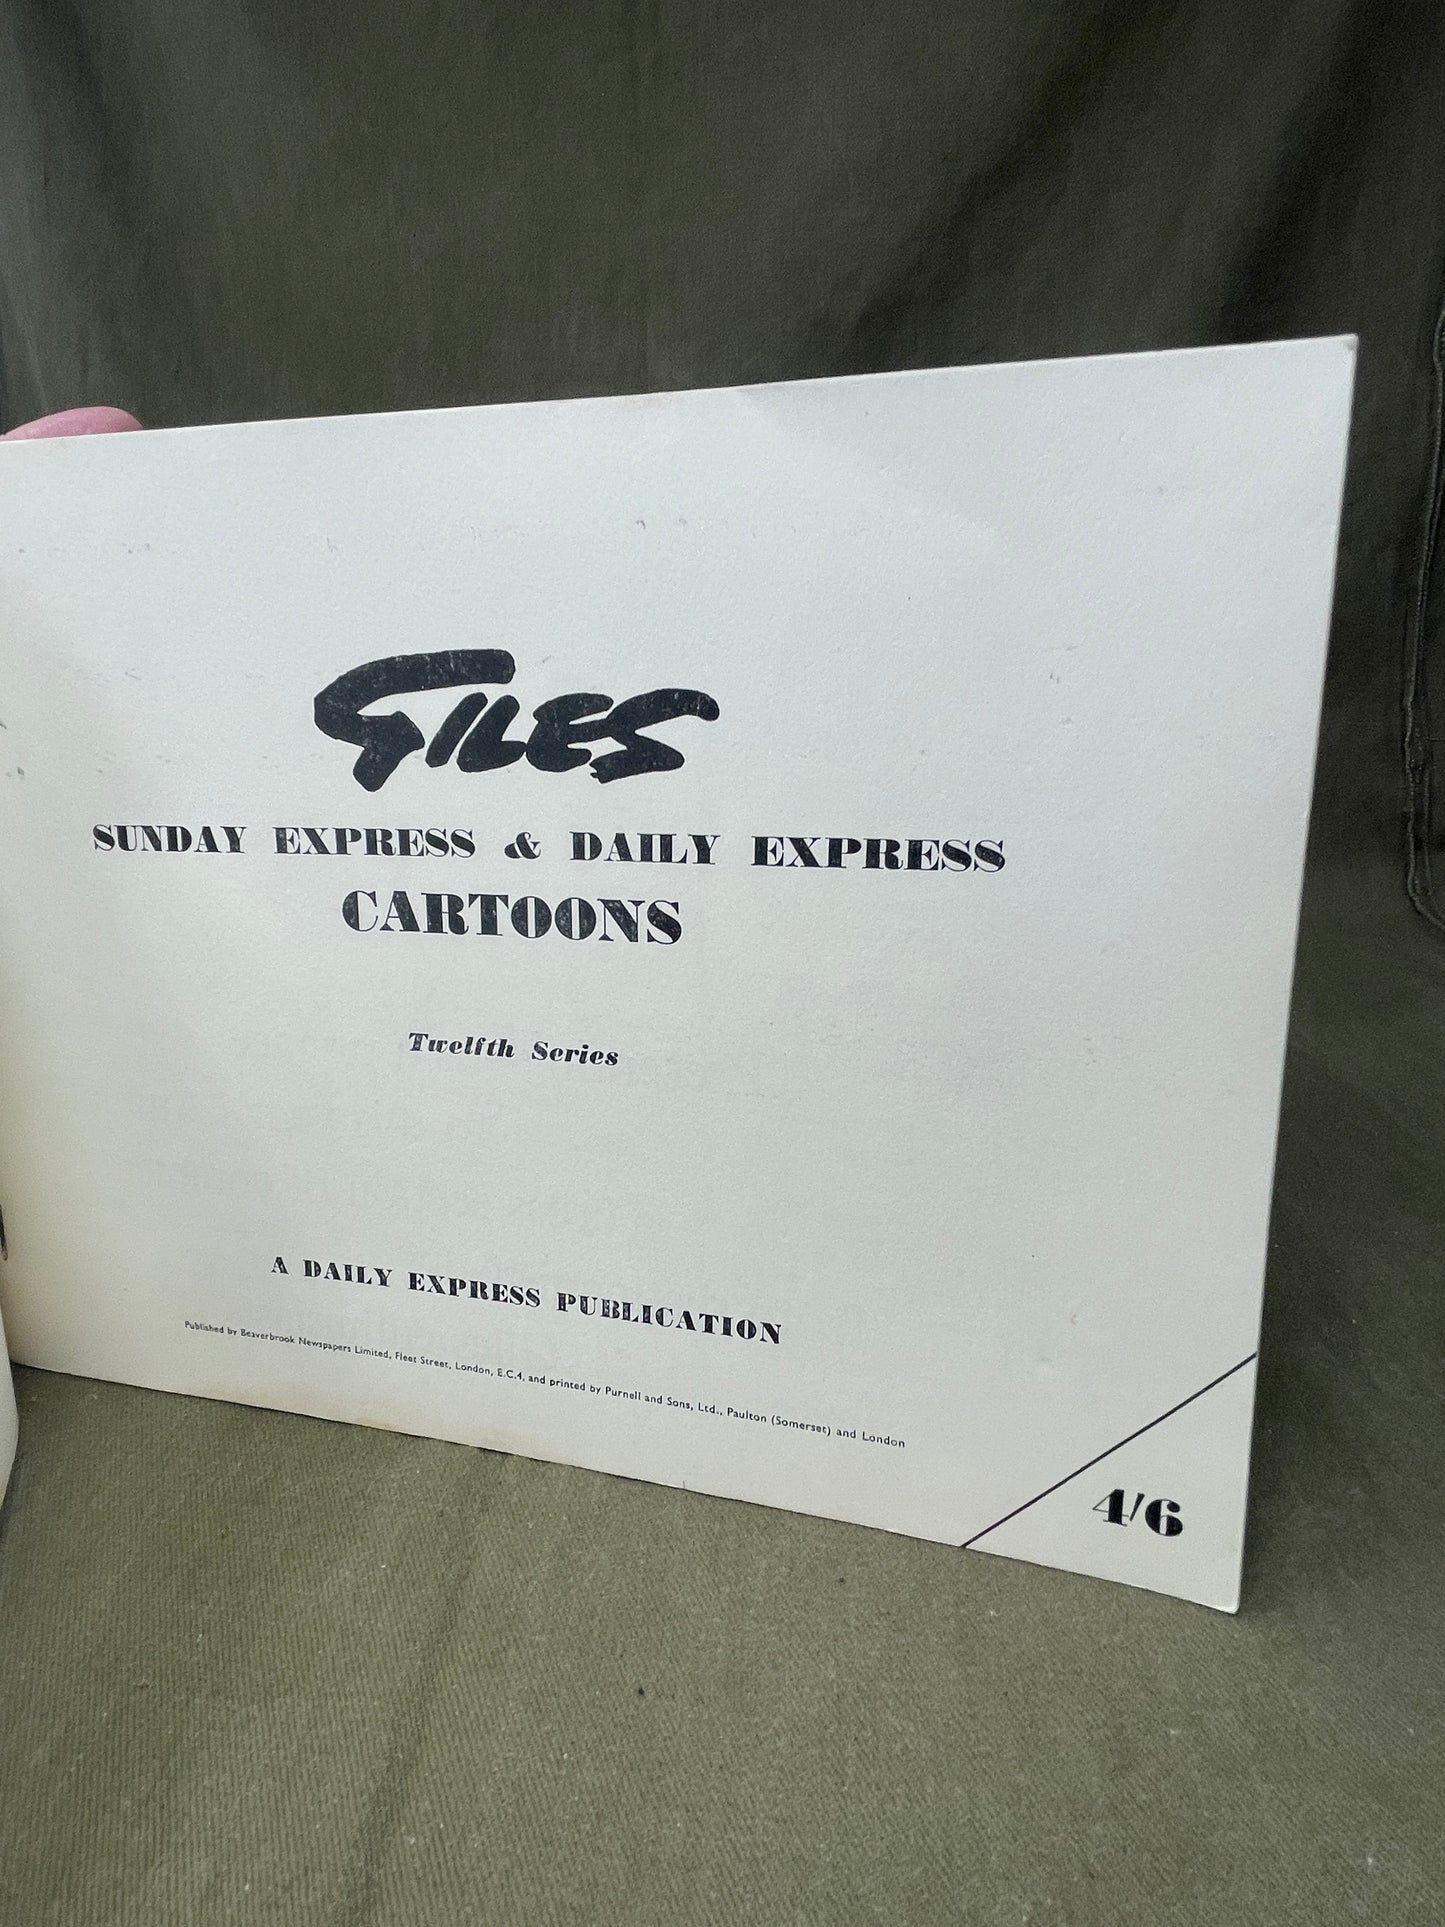 GILES
SUNDAY EXPRESS & DAILY EXPRESS
CARTOONS
Twelfth Series
A DAILY EXPRESS PUBLICATION
Published by Beaverbrook Newspapers Limited, Fleet Street, London, E.C.4, and printed by Purnell and Sons, Ltd., Paulton (Somerset) and London
4/6